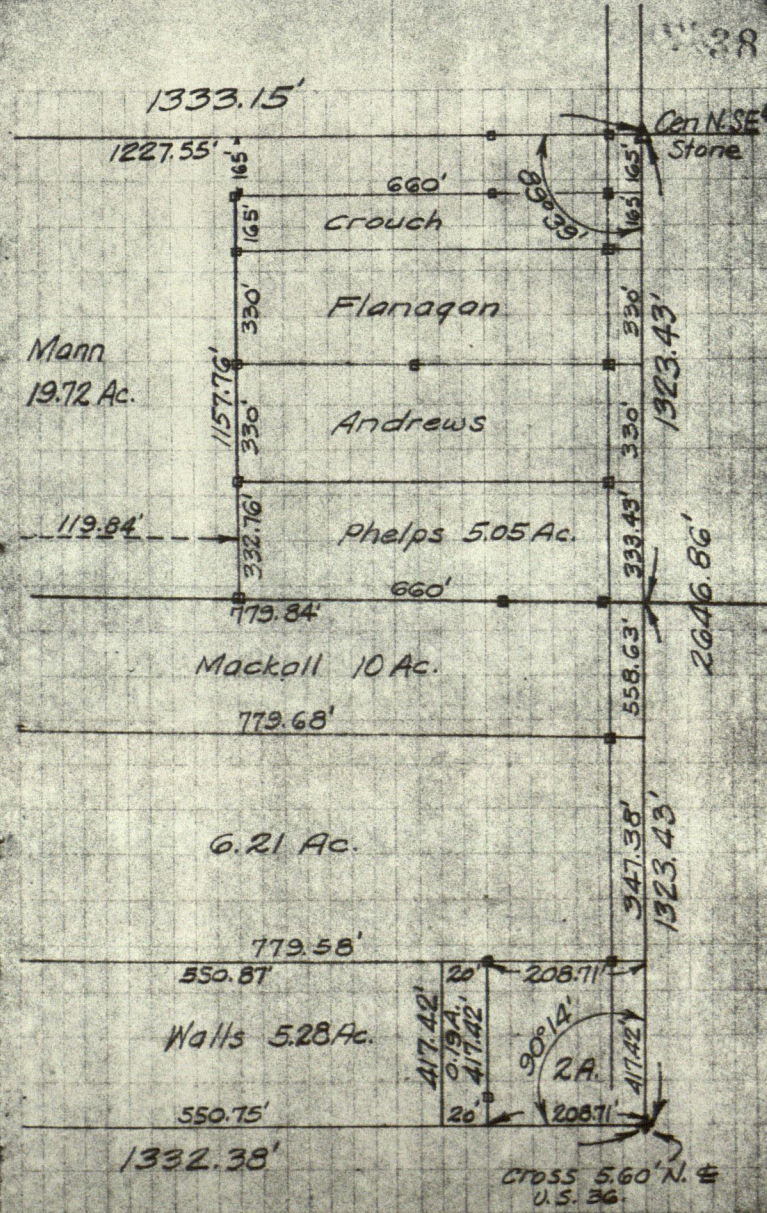 38
1333.15'
Cen N. SE
Stone
1227.55'
165'
165'
660'
89°39'
165'
165'
Crouch
330'
Flanagan
330'
1323.43'
Mann
19.72 Ac.
1157.76'
330'
Andrews
330'
119.84'
332.76'
Phelps 5.05 Ac.
333.43'
2646.86'
660'
779.84'
Mackall 10 Ac.
558.63'
779.68'
6.21 Ac.
347.38'
1323.43'
779.58'
550.87'
20'
208.71'
Walls 5.28 Ac.
417.42'
0.19 A.
417.42'
90°14'
2 A.
417.42'
550.75'
20'
208.71'
1332.38'
Cross 5.60' N. ⅊
U.S. 36.